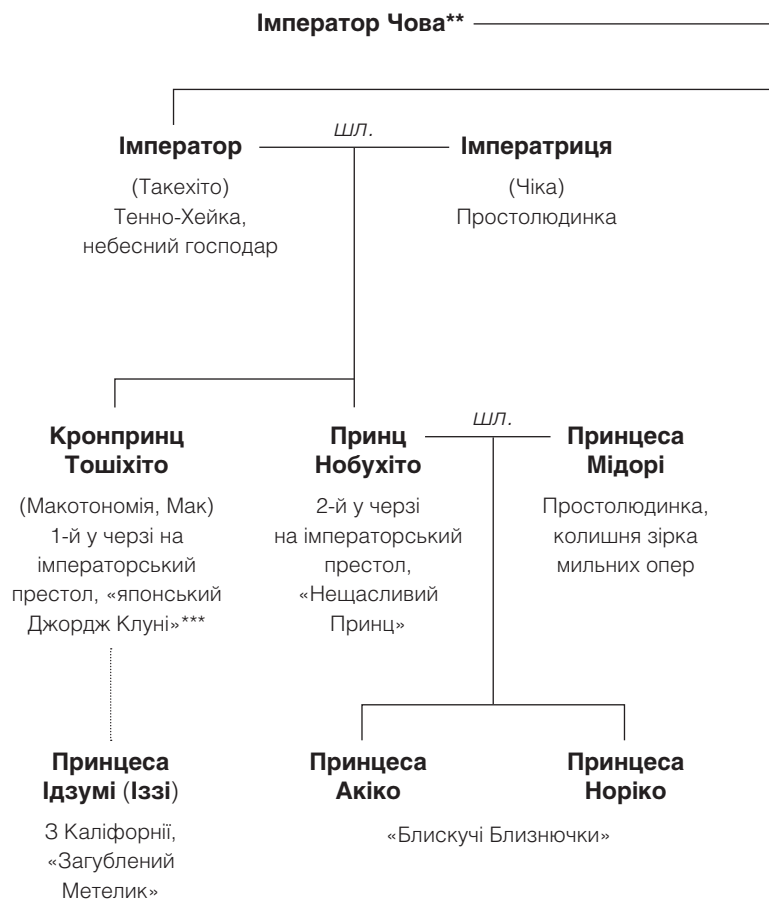 Імператор Чова**
шл.
Імператор
(Такехіто)
Тенно-Хейка,
небесний господар
Імператриця
(Чіка)
Простолюдинка
шл.
Кронпринц
Тошіхіто
(Макотономія, Мак)
1-й у черзі на
імператорський
престол, «японський
Джордж Клуні»***
Принц
Нобухіто
2-й у черзі
на імператорський
престол,
«Нещасливий
Принц»
Принцеса
Мідорі
Простолюдинка,
колишня зірка
мильних опер
Принцеса
Ідзумі (Іззі)
З Каліфорнії,
«Загублений
Метелик»
Принцеса
Акіко
Принцеса
Норіко
«Блискучі Близнючки»